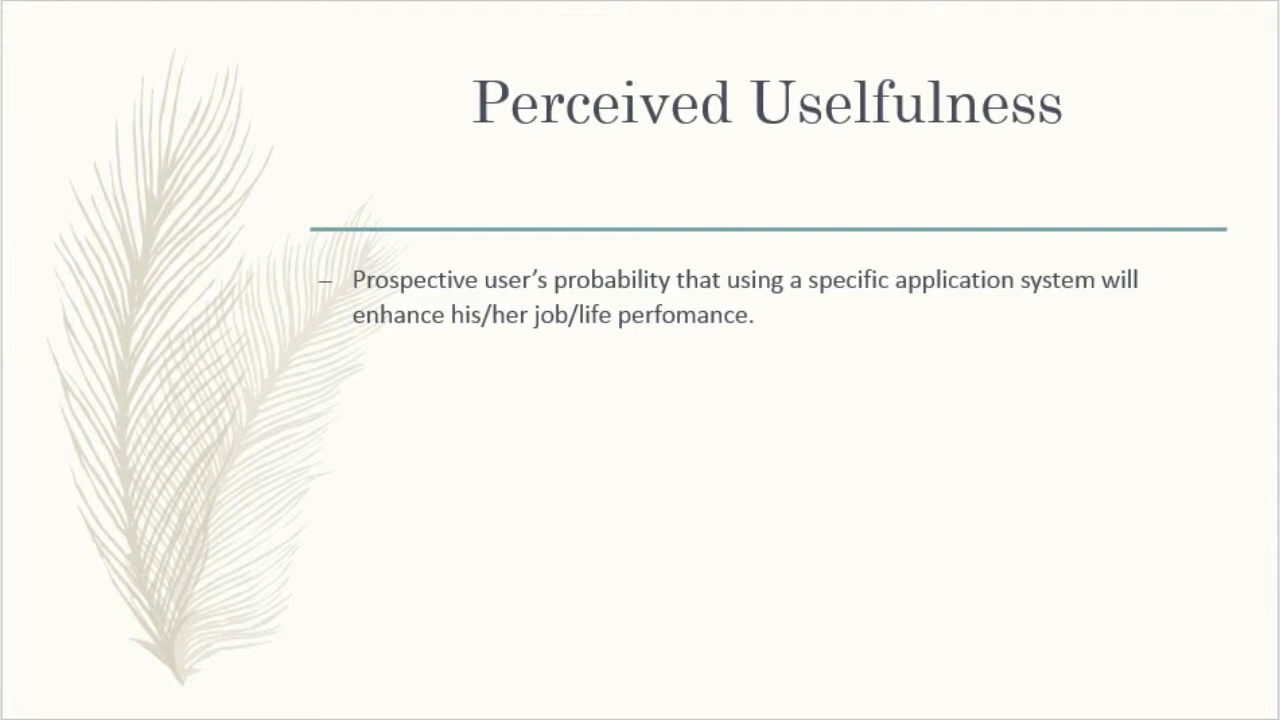 Perceived Uselfulness
– Prospective user’s probability that using a specific application system will
enhance his/her job/life perfomance.